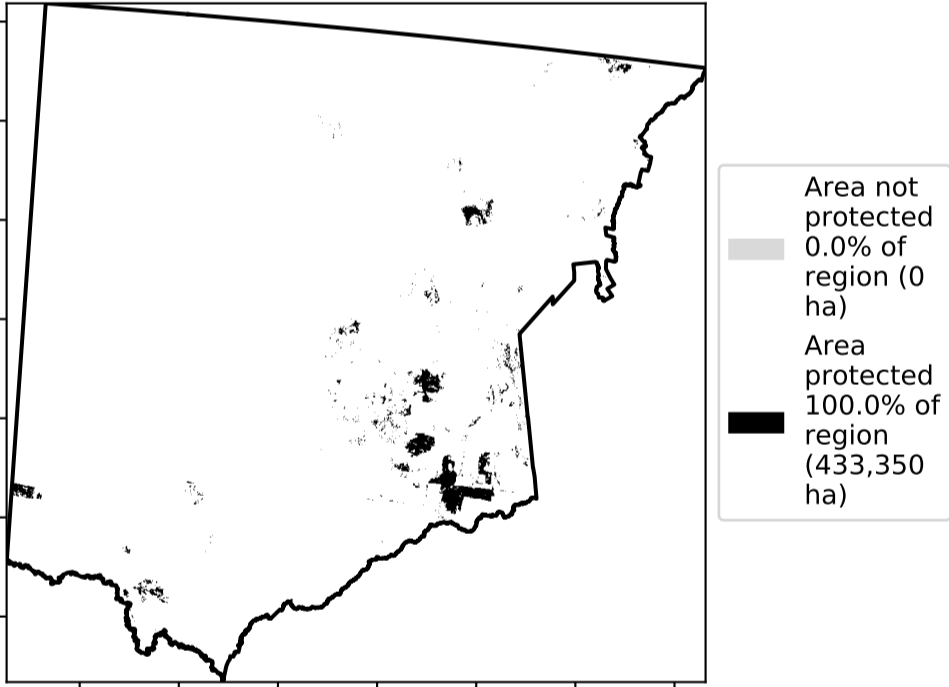 Area not
protected
0.0% of
region (0
ha)
Area
protected
100.0% of
region
(433,350
ha)